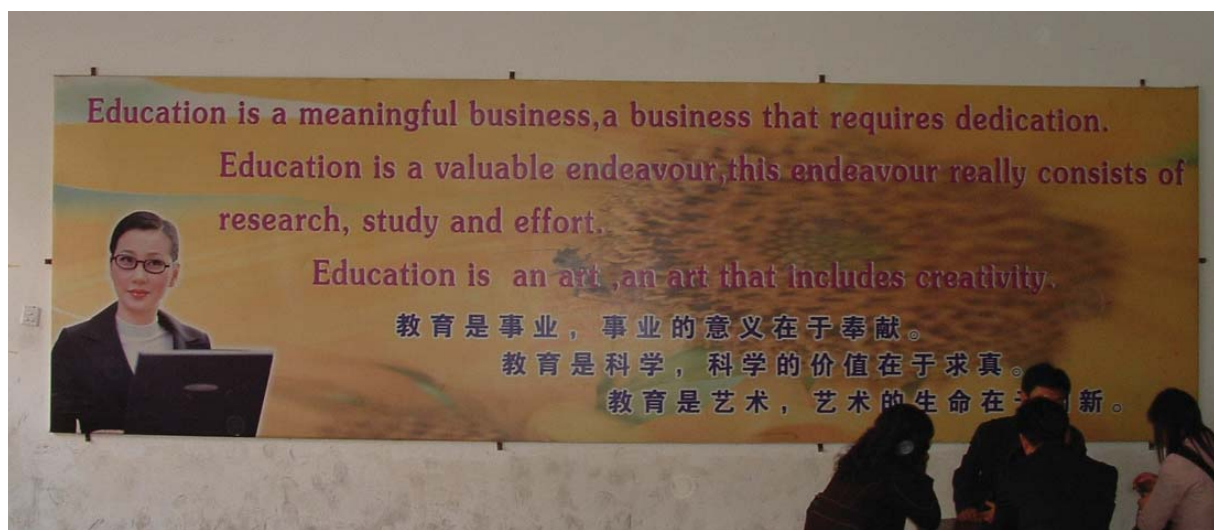 Education is a meaningful business,a business that requires dedication.
Education is a valuable endeavour,this endeavour really consists of
research, study and effort.
Education is an art ,an art that includes creativity.
教育是事业，事业的意义在于奉献。
教育是科学，科学的价值在于求真。
教育是艺术，艺术的生命在于新。